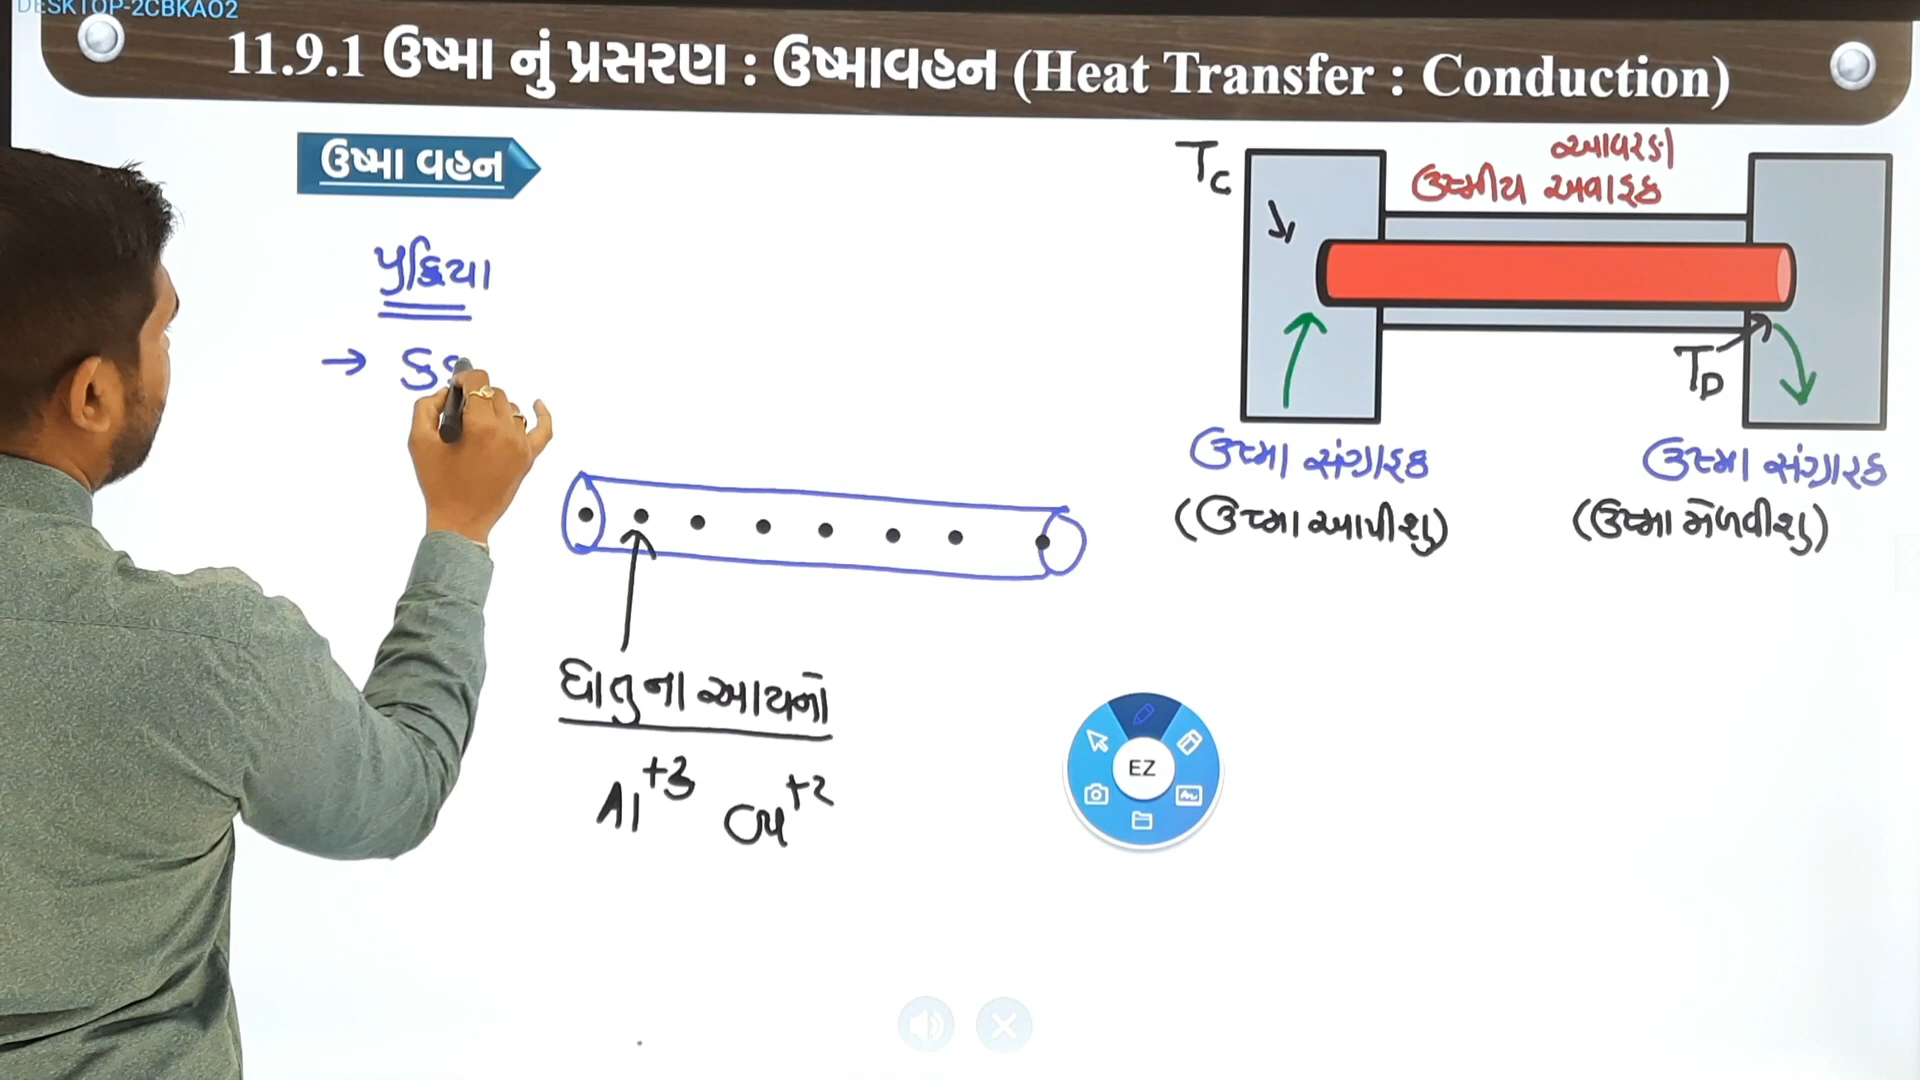 DESKTOP-2CBKAO2
11.9.1 ઉષ્મા નું પ્રસરણ : ઉષ્માવહન (Heat Transfer : Conduction)
ઉષ્મા વહન
પ્રક્રિયા
→
TC
આવરણ
ઉષ્મીય અવાહક
TD
ઉષ્મા સંગ્રાહક
(ઉષ્મા આપીશુ)
ઉષ્મા સંગ્રાહક
(ઉષ્મા મેળવીશુ)
ધાતુના આયનો
Al+3 Cu+2
EZ